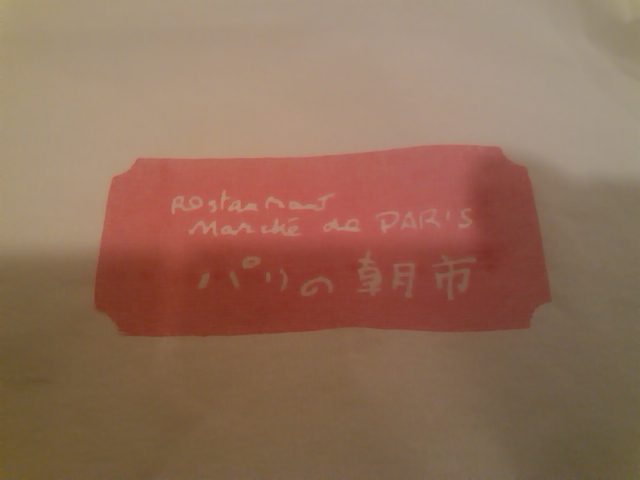 Restaurant
Marché de PARIS
パリの朝市